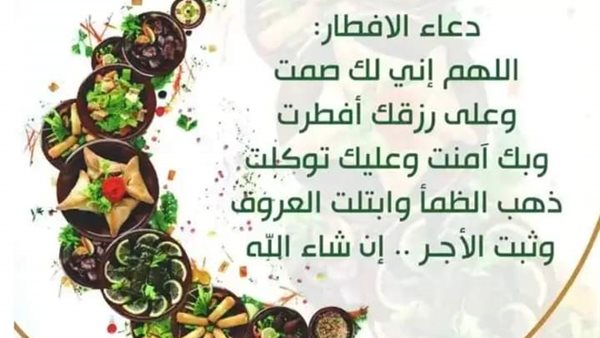 دعاء الافطار:
اللهم إني لك صمت
وعلى رزقك أفطرت
وبك آمنت وعليك توكلت
ذهب الظمأ وابتلت العروق
وثبت الأجر .. إن شاء الله